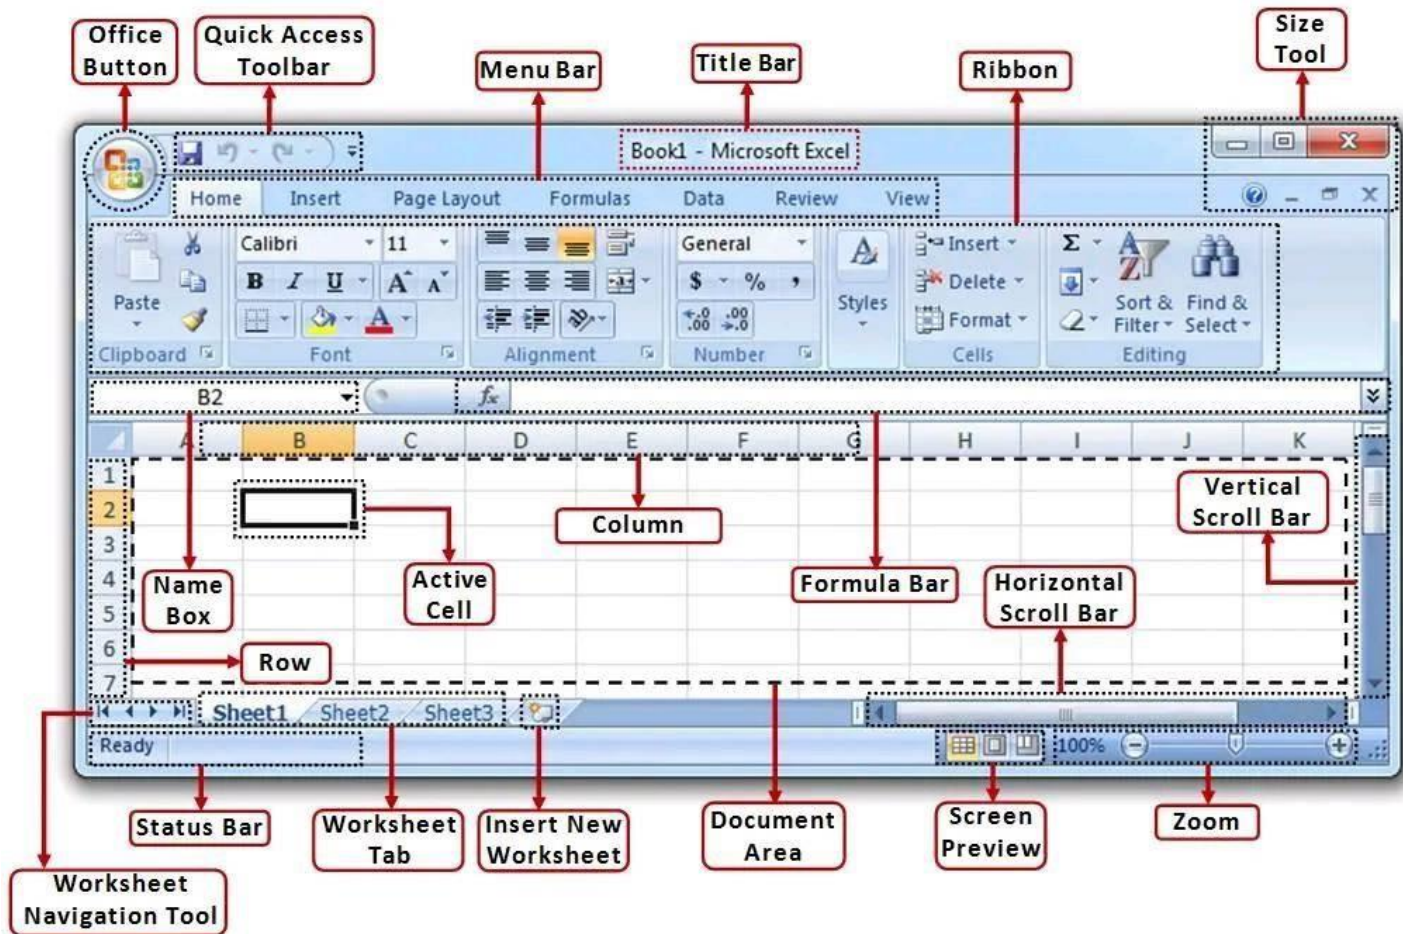 Office
Button
Quick Access
Toolbar
Menu Bar
Title Bar
Ribbon
Size
Tool
Book1 - Microsoft Excel
Home Insert Page Layout Formulas Data Review View
Calibri 11 General Insert Σ
B I U A A $ % , Delete
Paste Styles Sort & Find &
A .0 .00 .00 .0 Format Filter Select
Clipboard Font Alignment Number Cells Editing
B2 fx
A B C D E F G H I J K
1
2
3
4
5
6
7
Column
Vertical
Scroll Bar
Name
Box
Active
Cell
Formula Bar
Horizontal
Scroll Bar
Row
Sheet1 Sheet2 Sheet3
Ready 100%
Status Bar
Worksheet
Tab
Insert New
Worksheet
Document
Area
Screen
Preview
Zoom
Worksheet
Navigation Tool